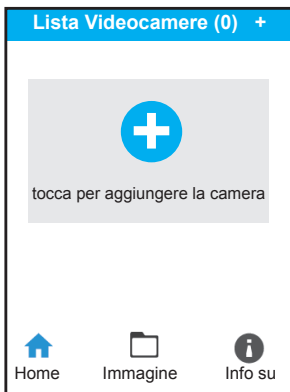 Lista Videocamere (0) +
tocca per aggiungere la camera
Home Immagine Info su